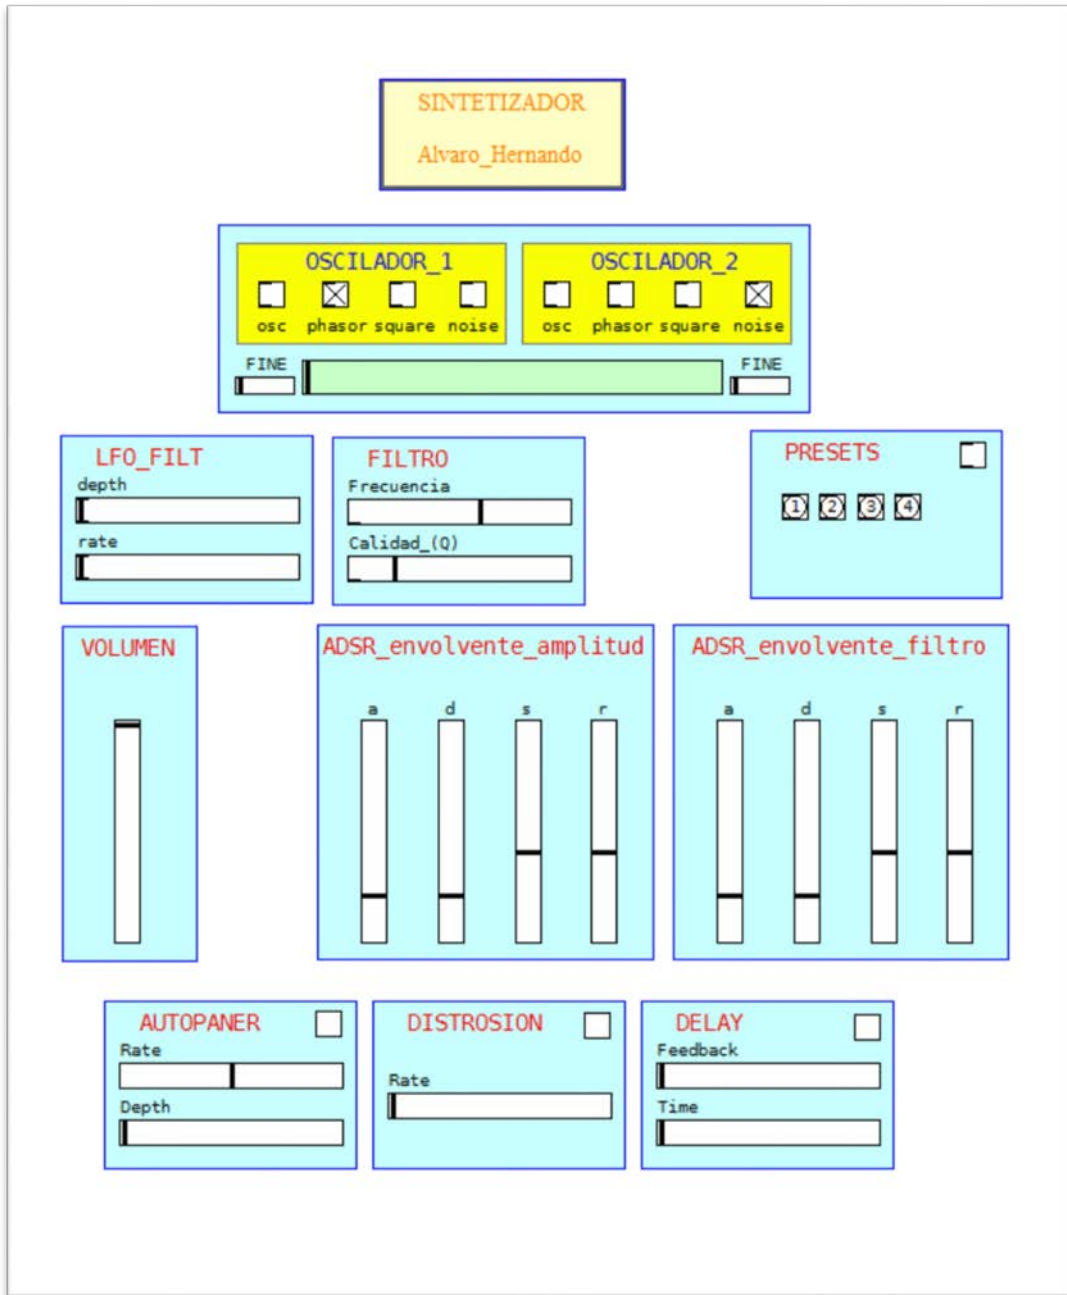 SINTETIZADOR
Alvaro_Hernando
OSCILADOR_1
osc phasor square noise
OSCILADOR_2
osc phasor square noise
FINE
FINE
LFO_FILT
depth
rate
FILTRO
Frecuencia
Calidad_(Q)
PRESETS
1 2 3 4
VOLUMEN
ADSR_envolvente_amplitud
a d s r
ADSR_envolvente_filtro
a d s r
AUTOPANER
Rate
Depth
DISTROSION
Rate
DELAY
Feedback
Time